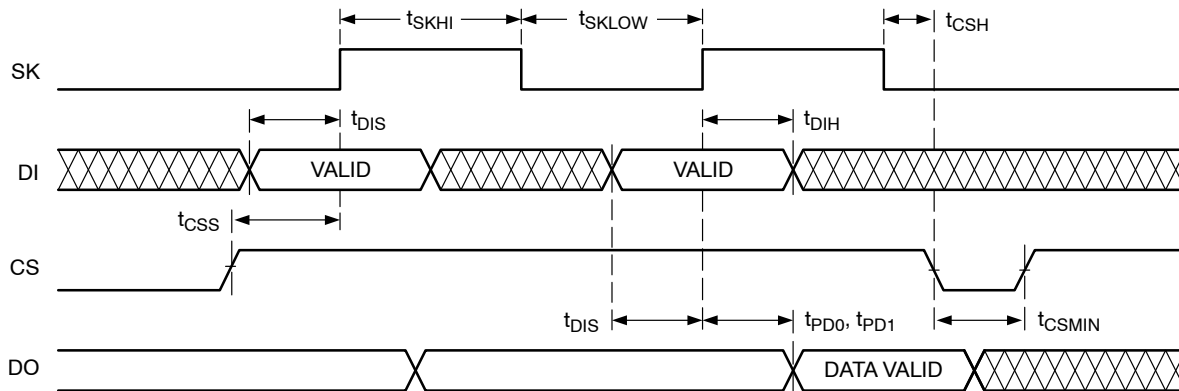 tSKHI tSKLOW tCSH
SK
tDIS tDIH
DI VALID VALID
tCSS
CS
tDIS tPD0, tPD1 tCSMIN
DO DATA VALID